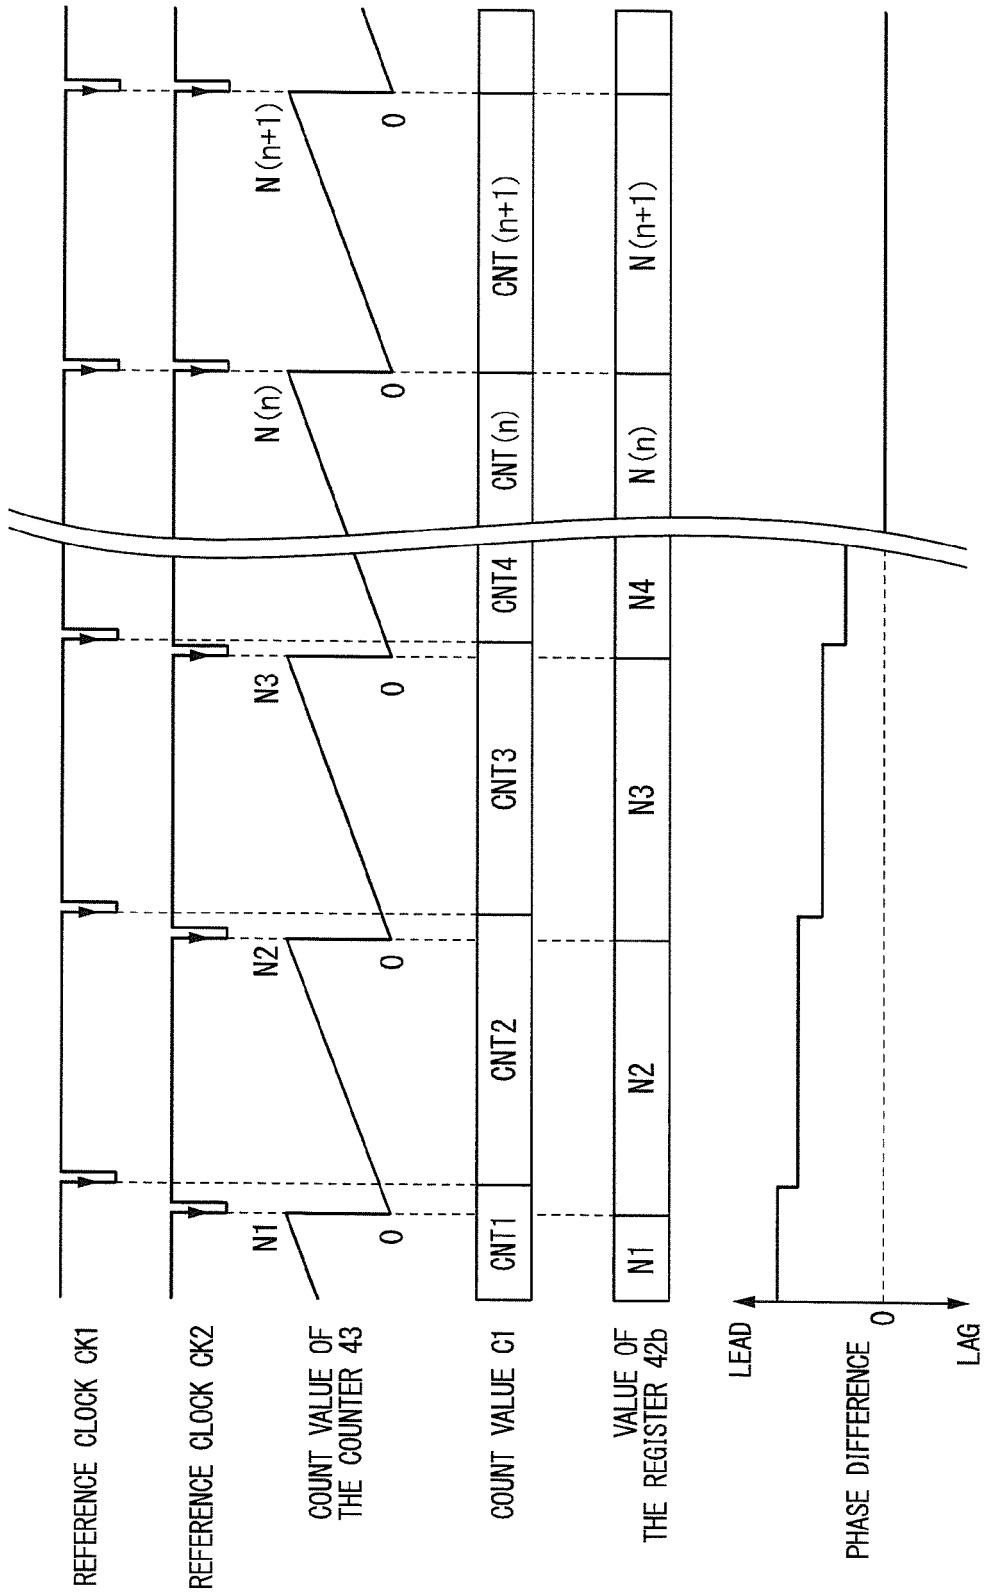 REFERENCE CLOCK CK1
REFERENCE CLOCK CK2
COUNT VALUE OF
THE COUNTER 43
N1
N2
N3
N(n)
N(n+1)
0
0
0
0
0
COUNT VALUE C1
CNT1
CNT2
CNT3
CNT4
CNT(n)
CNT(n+1)
VALUE OF
THE REGISTER 42b
N1
N2
N3
N4
N(n)
N(n+1)
LEAD
PHASE DIFFERENCE
0
LAG